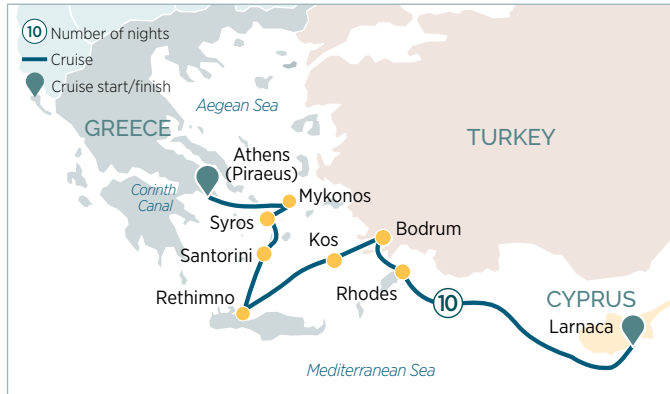 10 Number of nights
Cruise
Cruise start/finish
Aegean Sea
GREECE
TURKEY
Athens
(Piraeus)
Corinth
Canal
Mykonos
Syros
Bodrum
Kos
Santorini
Rethimno
Rhodes
10
CYPRUS
Larnaca
Mediterranean Sea